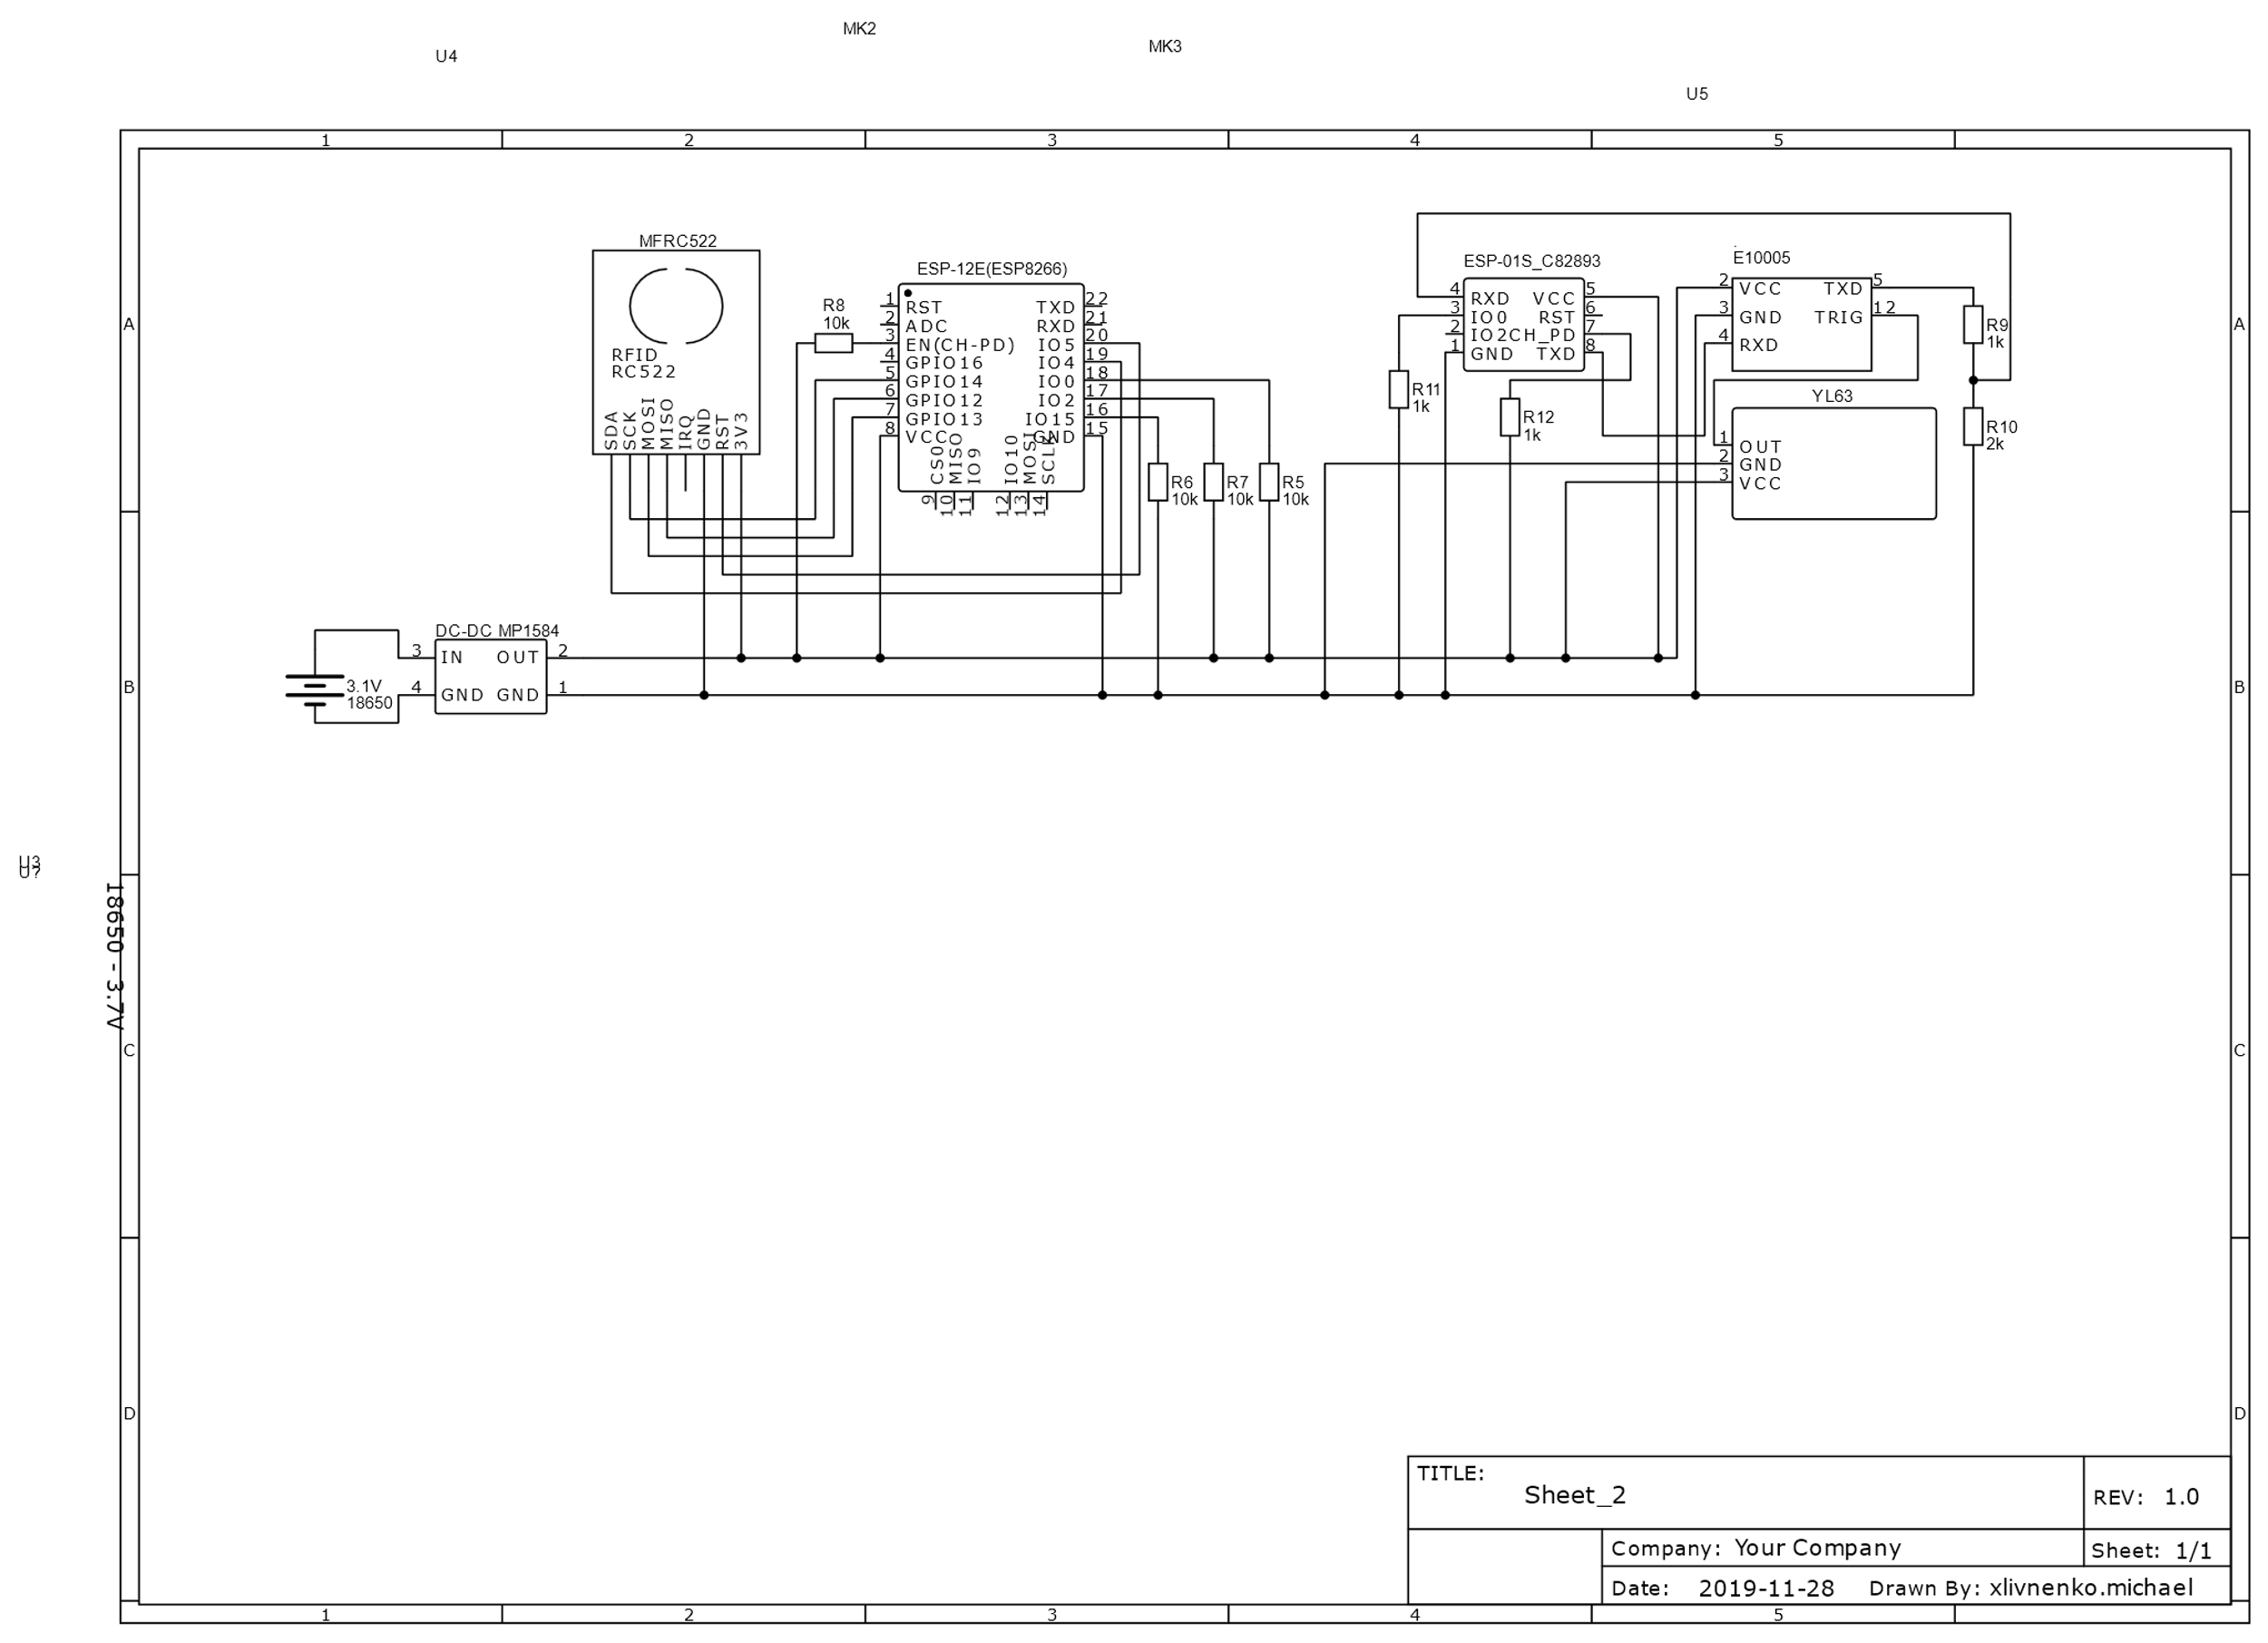 MK2
MK3
U4
U5
1 2 3 4 5
MFRC522
RFID
RC522
SDA
SCK
MOSI
MISO
IRQ
GND
RST
3V3
R8
10k
ESP-12E(ESP8266)
1 RST
2 ADC
3 EN(CH-PD)
4 GPIO16
5 GPIO14
6 GPIO12
7 GPIO13
8 VCC
TXD 22
RXD 21
IO5 20
IO4 19
IO0 18
IO2 17
IO15 16
GND 15
CS0 9
MISO 10
IO9 11
IO10 12
MOSI 13
SCLK 14
R6
10k
R7
10k
R5
10k
ESP-01S_C82893
4 RXD
3 IO0
2 IO2
1 GND
VCC 5
RST 6
CH_PD 7
TXD 8
R11
1k
R12
1k
E10005
2 VCC
3 GND
4 RXD
TXD 5
TRIG 12
R9
1k
R10
2k
YL63
1 OUT
2 GND
3 VCC
A
A
DC-DC MP1584
3 IN OUT 2
4 GND GND 1
3.1V
18650
B
B
U3
U?
18650 - 3.7V
C
C
D
D
TITLE:
Sheet_2
REV: 1.0
Company: Your Company
Sheet: 1/1
Date: 2019-11-28 Drawn By: xlivnenko.michael
1 2 3 4 5